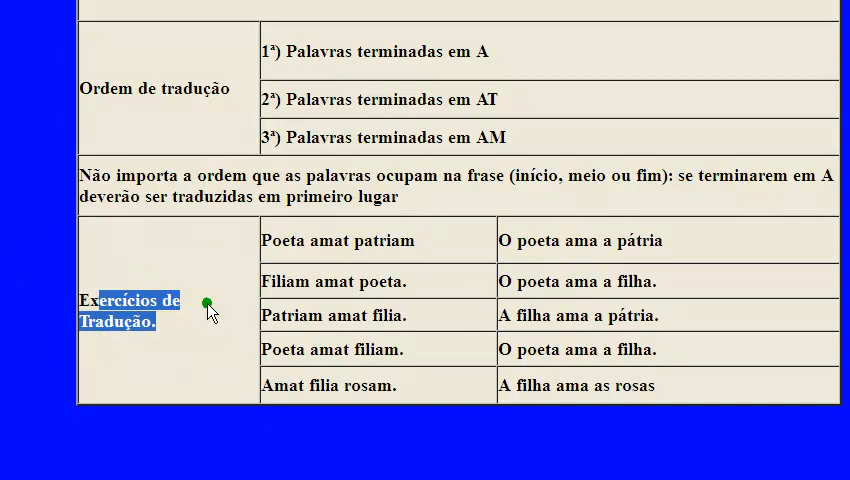 Ordem de tradução
1ª) Palavras terminadas em A
2ª) Palavras terminadas em AT
3ª) Palavras terminadas em AM
Não importa a ordem que as palavras ocupam na frase (início, meio ou fim): se terminarem em A
deverão ser traduzidas em primeiro lugar
Exercícios de
Tradução.
Poeta amat patriam
O poeta ama a pátria
Filiam amat poeta.
O poeta ama a filha.
Patriam amat filia.
A filha ama a pátria.
Poeta amat filiam.
O poeta ama a filha.
Amat filia rosam.
A filha ama as rosas